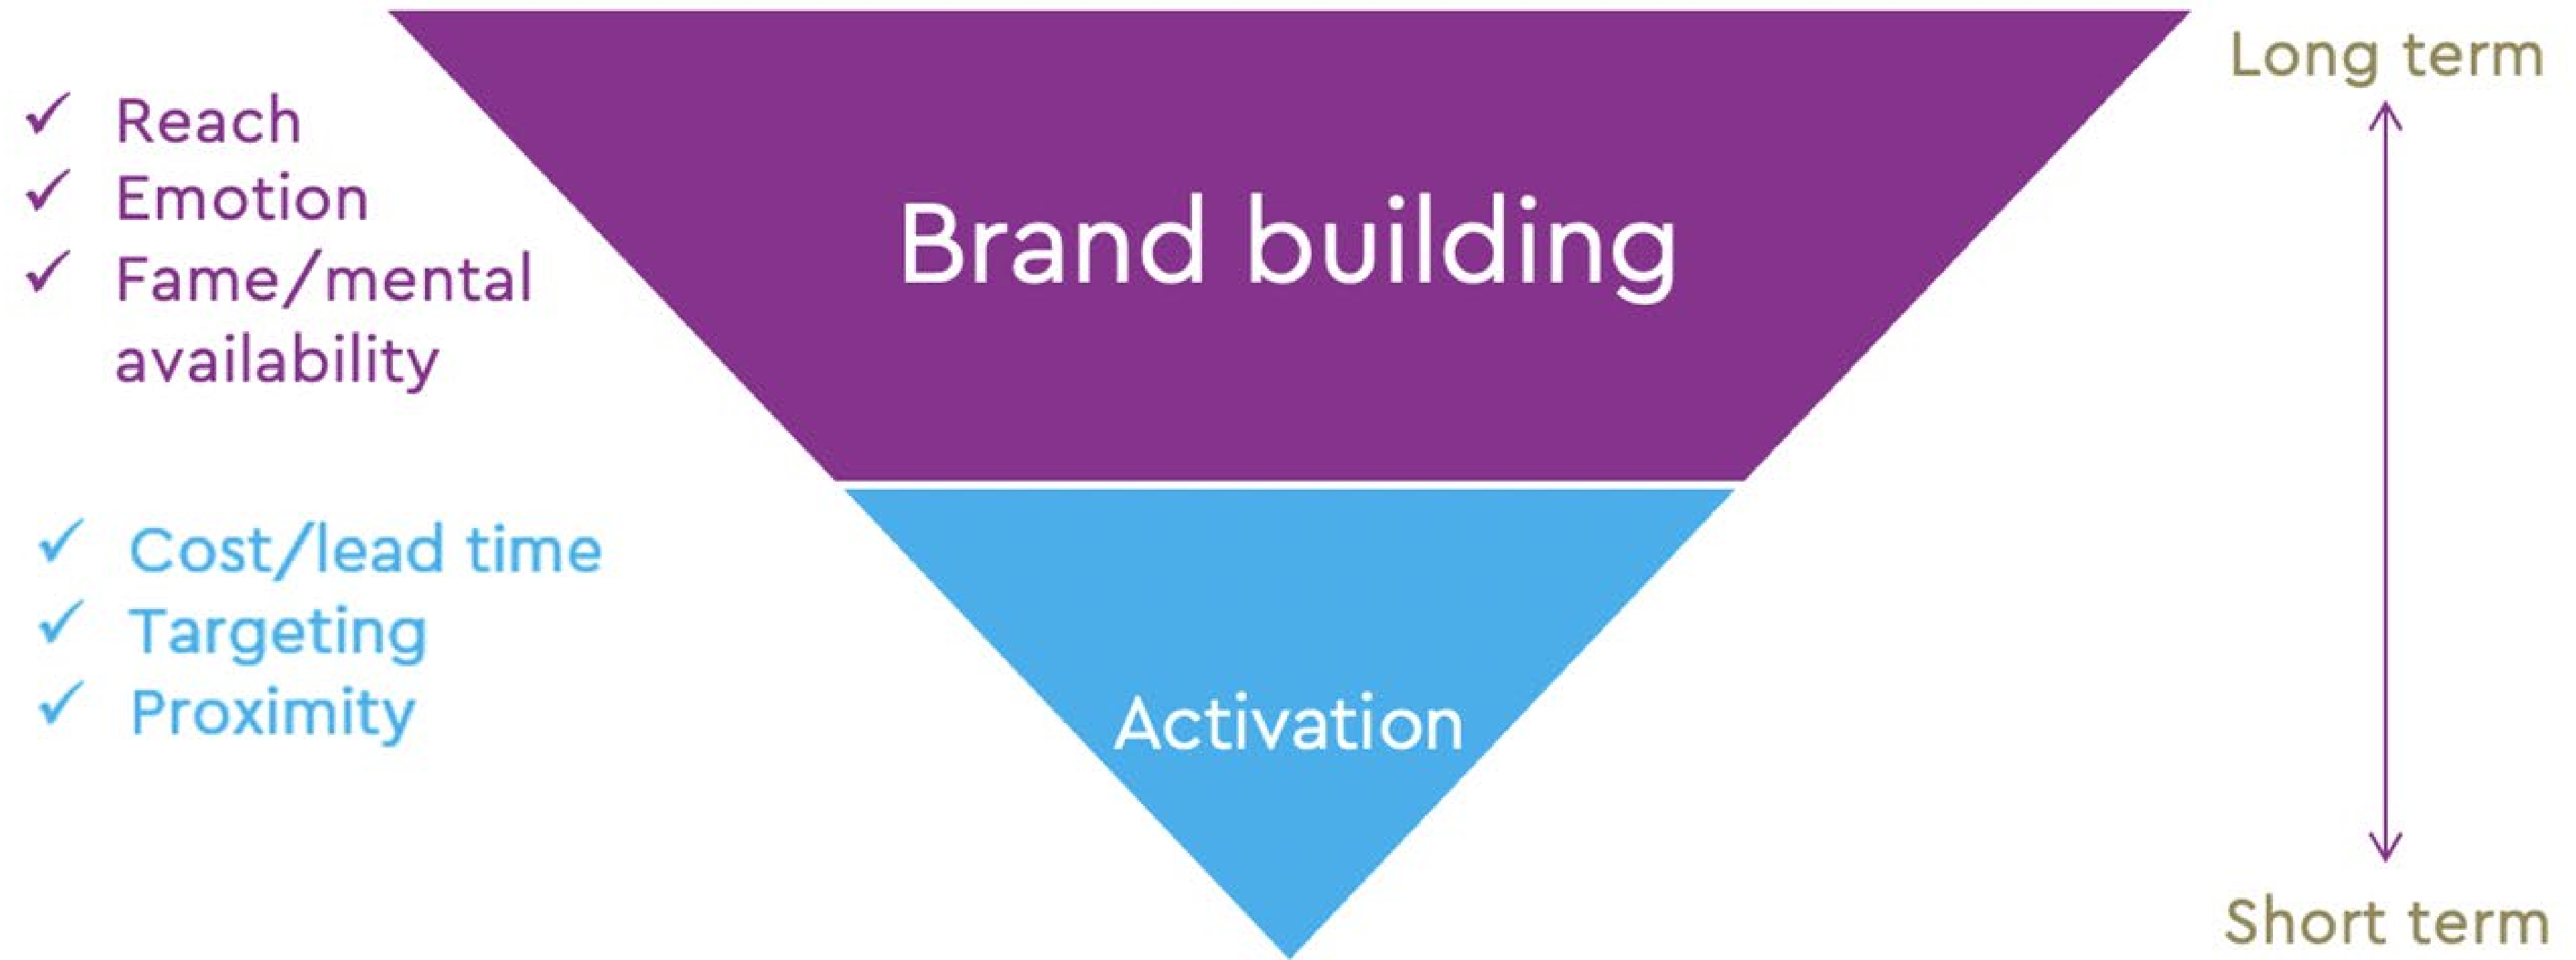 Long term
✓ Reach
✓ Emotion
✓ Fame/mental
availability
Brand building
✓ Cost/lead time
✓ Targeting
✓ Proximity
Activation
Short term